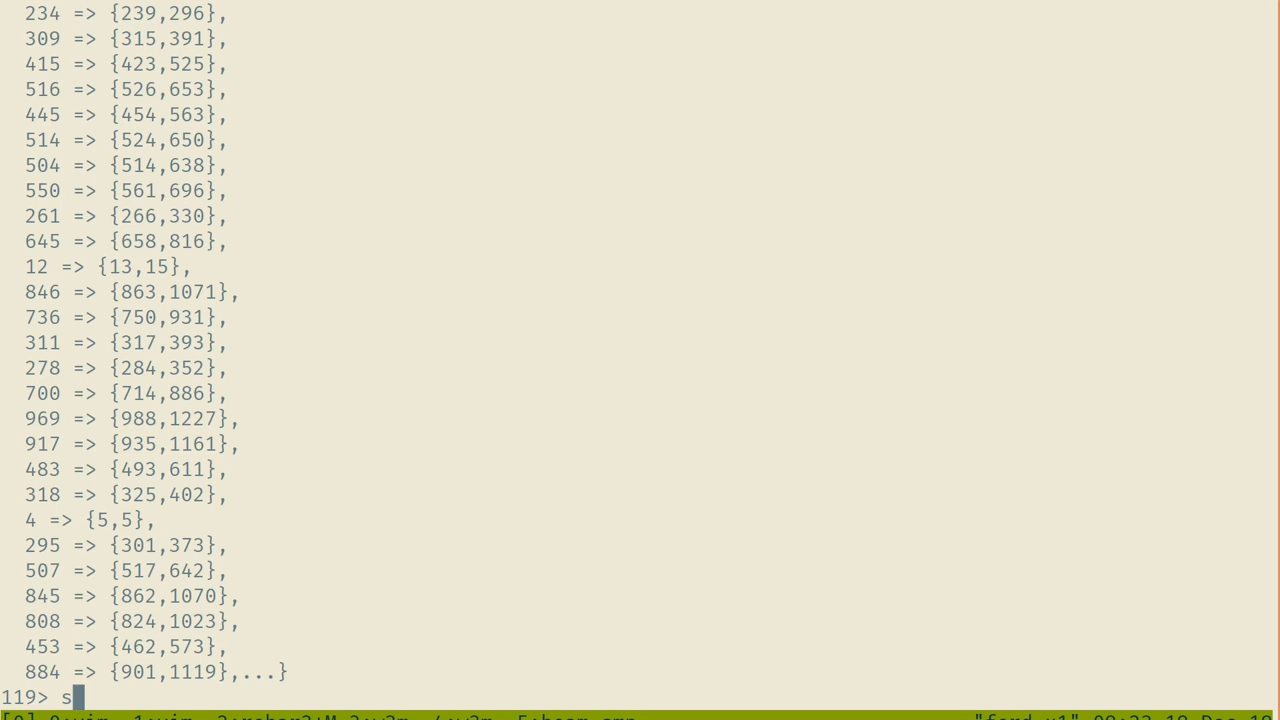 234 => {239,296},
309 => {315,391},
415 => {423,525},
516 => {526,653},
445 => {454,563},
514 => {524,650},
504 => {514,638},
550 => {561,696},
261 => {266,330},
645 => {658,816},
12 => {13,15},
846 => {863,1071},
736 => {750,931},
311 => {317,393},
278 => {284,352},
700 => {714,886},
969 => {988,1227},
917 => {935,1161},
483 => {493,611},
318 => {325,402},
4 => {5,5},
295 => {301,373},
507 => {517,642},
845 => {862,1070},
808 => {824,1023},
453 => {462,573},
884 => {901,1119},...}
119> s